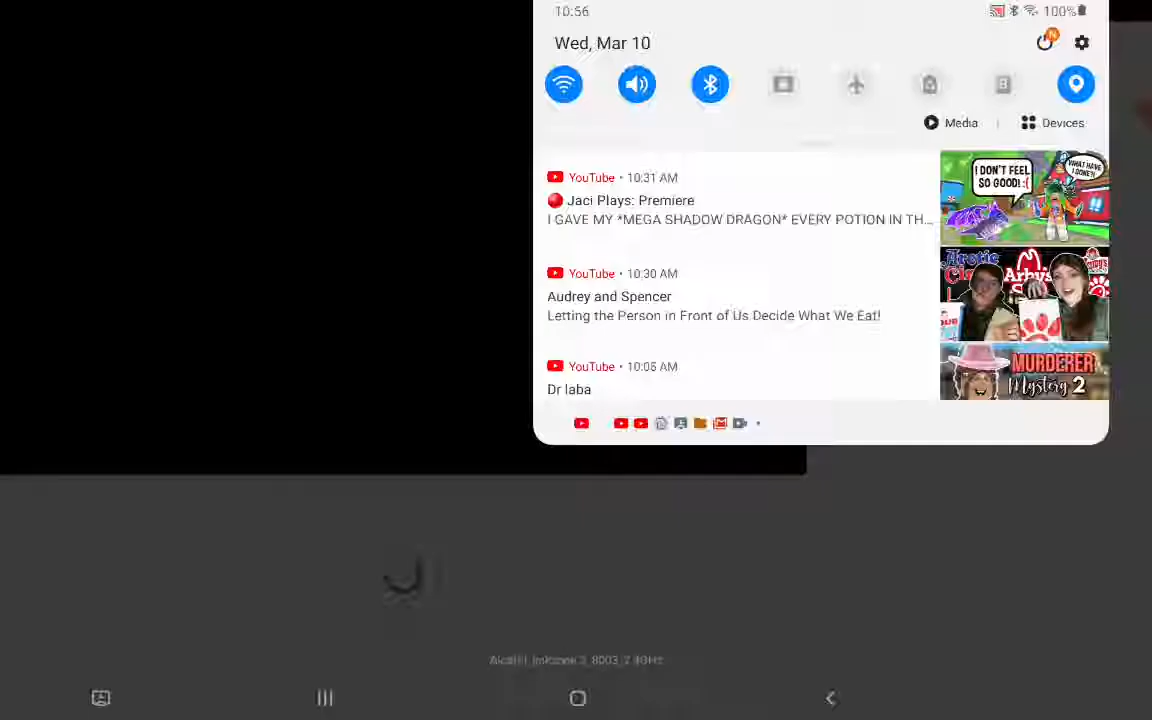 10:56
100%
Wed, Mar 10
N
Media | Devices
YouTube • 10:31 AM
Jaci Plays: Premiere
I GAVE MY *MEGA SHADOW DRAGON* EVERY POTION IN TH...
I DON'T FEEL SO GOOD! :(
WHAT HAVE I DONE?!
YouTube • 10:30 AM
Audrey and Spencer
Letting the Person in Front of Us Decide What We Eat!
Arctic
Arby's
YouTube • 10:05 AM
Dr laba
MURDERER
Mystery 2